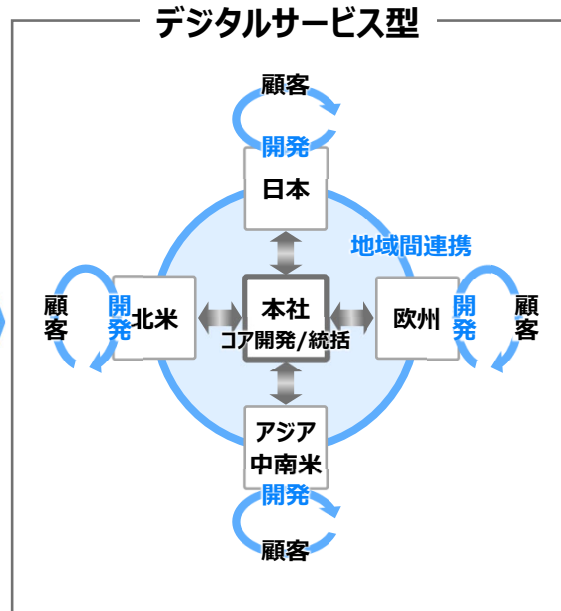 デジタルサービス型
顧客
開発
日本
地域間連携
顧客
開発
北米
本社
コア開発/統括
欧州
開発
顧客
アジア
中南米
開発
顧客